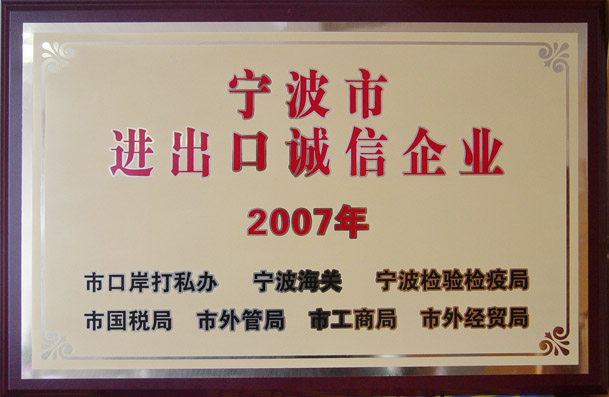 宁波市
进出口诚信企业
2007年
市口岸打私办 宁波海关 宁波检验检疫局
市国税局 市外管局 市工商局 市外经贸局